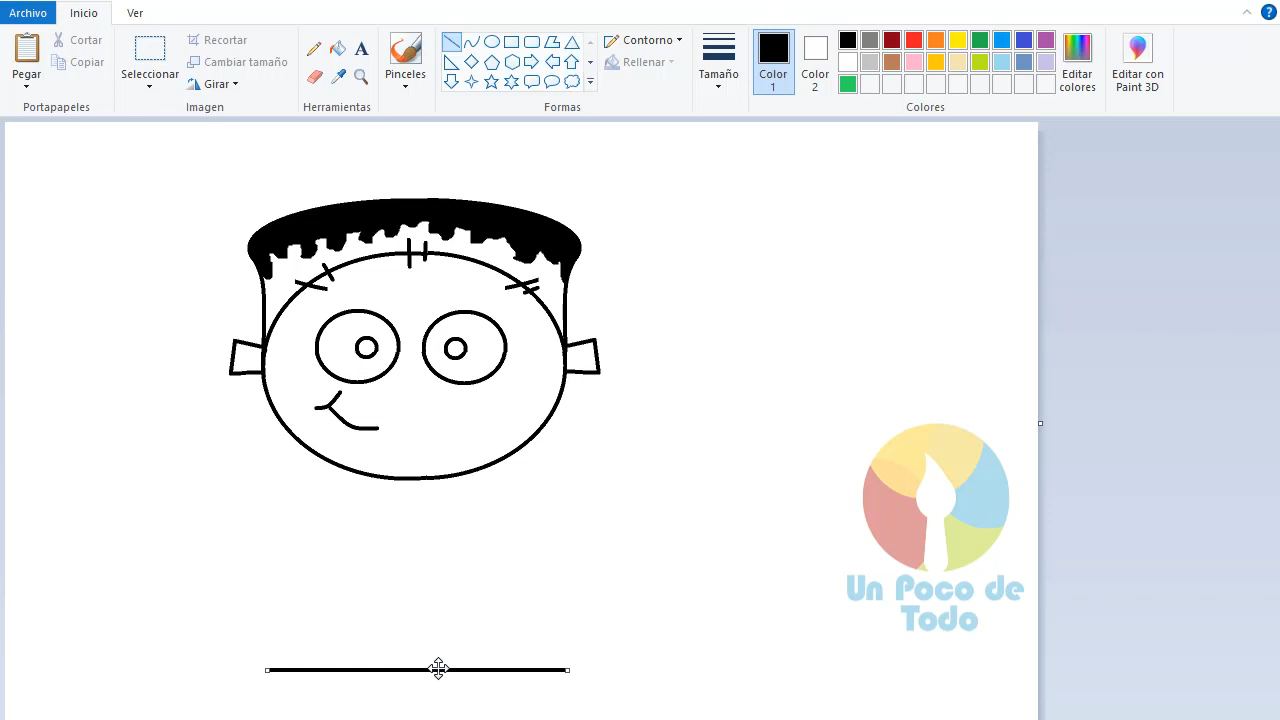 Archivo Inicio Ver
Pegar
Cortar
Copiar
Portapapeles
Seleccionar
Recortar
Cambiar tamaño
Girar
Imagen
A
Herramientas
Pinceles
Contorno
Rellenar
Formas
Tamaño
Color
1
Color
2
Editar
colores
Colores
Editar con
Paint 3D
?
Un Poco de
Todo